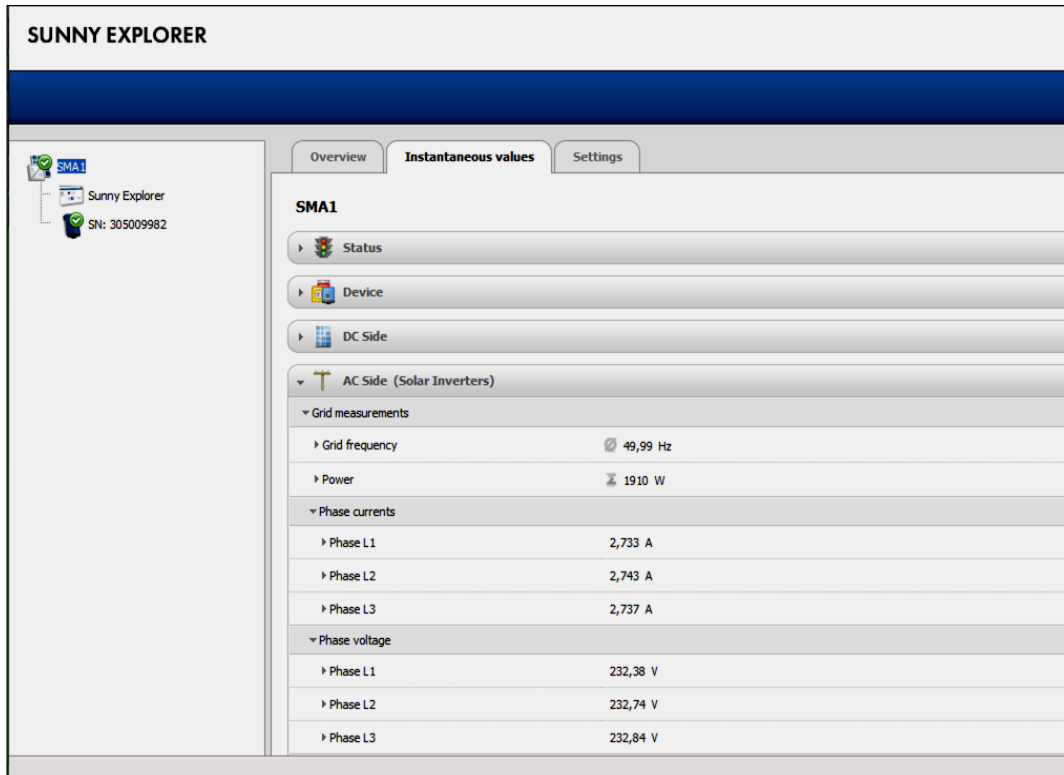 SUNNY EXPLORER
SMA1
Sunny Explorer
SN: 305009982
Overview
Instantaneous values
Settings
SMA1
Status
Device
DC Side
AC Side (Solar Inverters)
Grid measurements
Grid frequency 49,99 Hz
Power 1910 W
Phase currents
Phase L1 2,733 A
Phase L2 2,743 A
Phase L3 2,737 A
Phase voltage
Phase L1 232,38 V
Phase L2 232,74 V
Phase L3 232,84 V